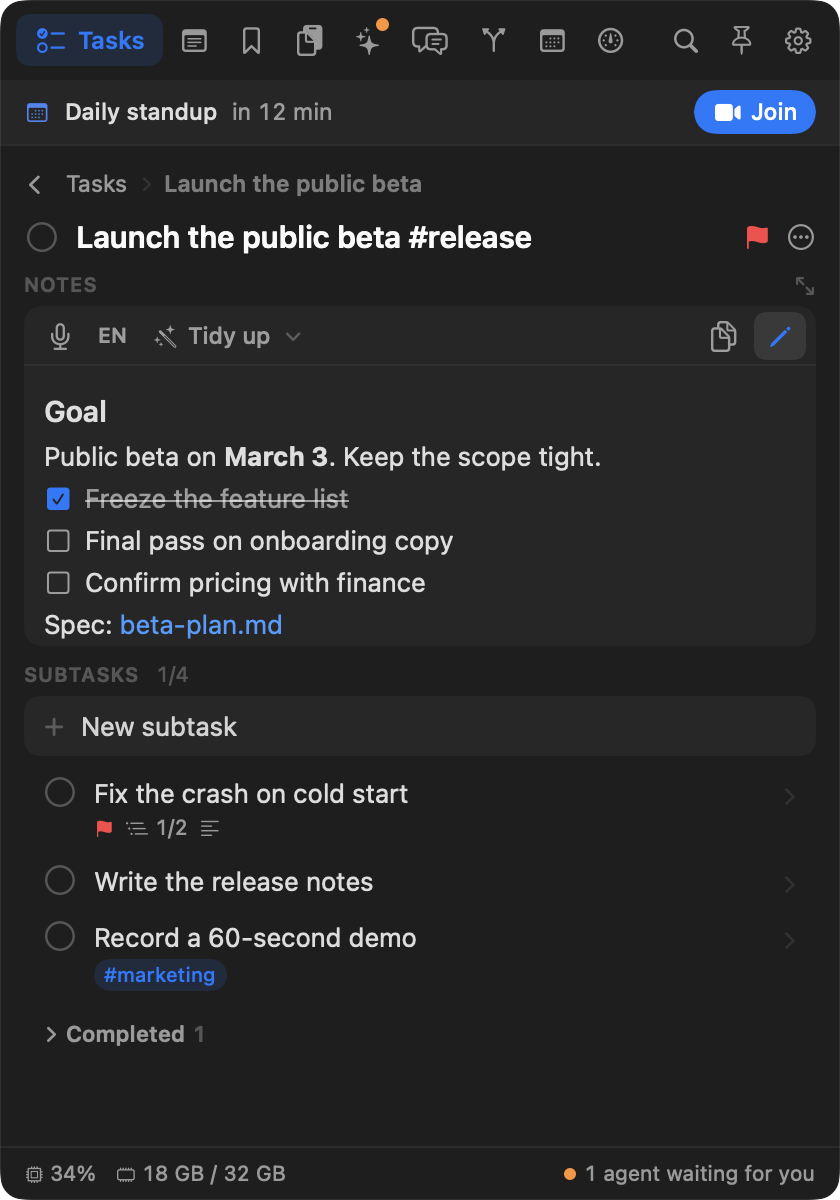 Tasks
Daily standup in 12 min
Join
Tasks
Launch the public beta
Launch the public beta #release
NOTES
EN
Tidy up
Goal
Public beta on March 3. Keep the scope tight.
Freeze the feature list
Final pass on onboarding copy
Confirm pricing with finance
Spec: beta-plan.md
SUBTASKS 1/4
New subtask
Fix the crash on cold start
1/2
Write the release notes
Record a 60-second demo
#marketing
Completed 1
34%
18 GB / 32 GB
1 agent waiting for you